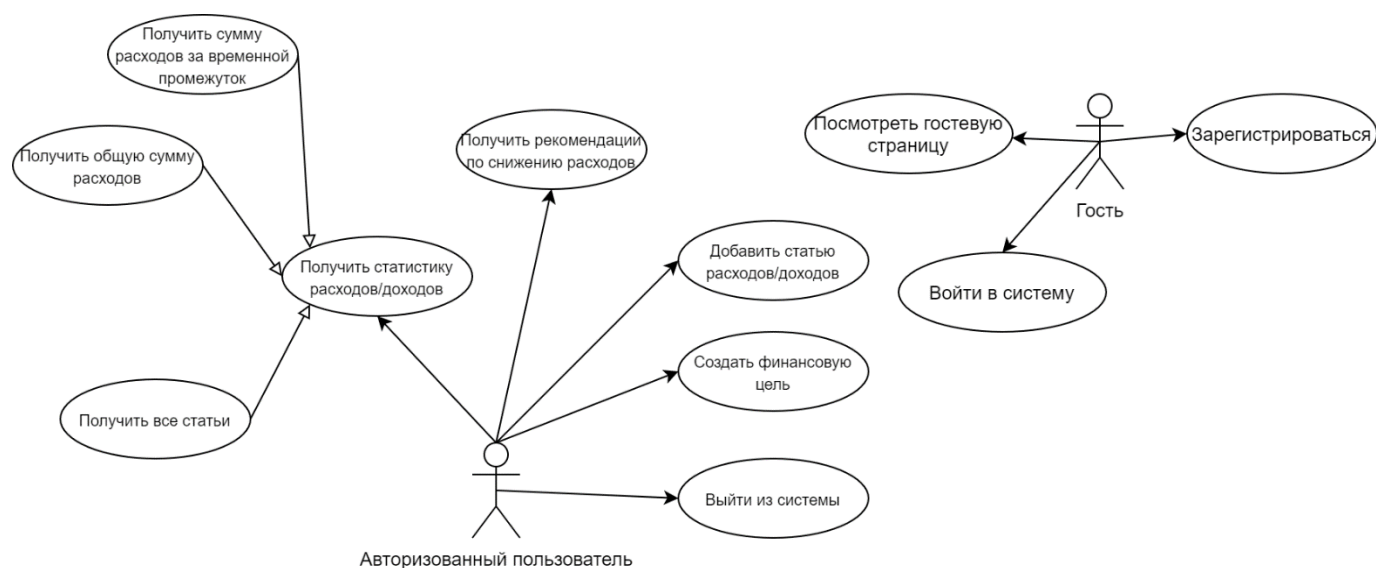 Получить сумму
расходов за временной
промежуток
Получить общую сумму
расходов
Получить рекомендации
по снижению расходов
Посмотреть гостевую
страницу
Зарегистрироваться
Гость
Войти в систему
Получить статистику
расходов/доходов
Добавить статью
расходов/доходов
Создать финансовую
цель
Получить все статьи
Выйти из системы
Авторизованный пользователь